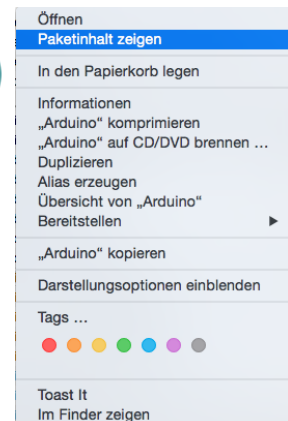 Öffnen
Paketinhalt zeigen
In den Papierkorb legen
Informationen
„Arduino“ komprimieren
„Arduino“ auf CD/DVD brennen ...
Duplizieren
Alias erzeugen
Übersicht von „Arduino“
Bereitstellen
„Arduino“ kopieren
Darstellungsoptionen einblenden
Tags ...
Toast It
Im Finder zeigen